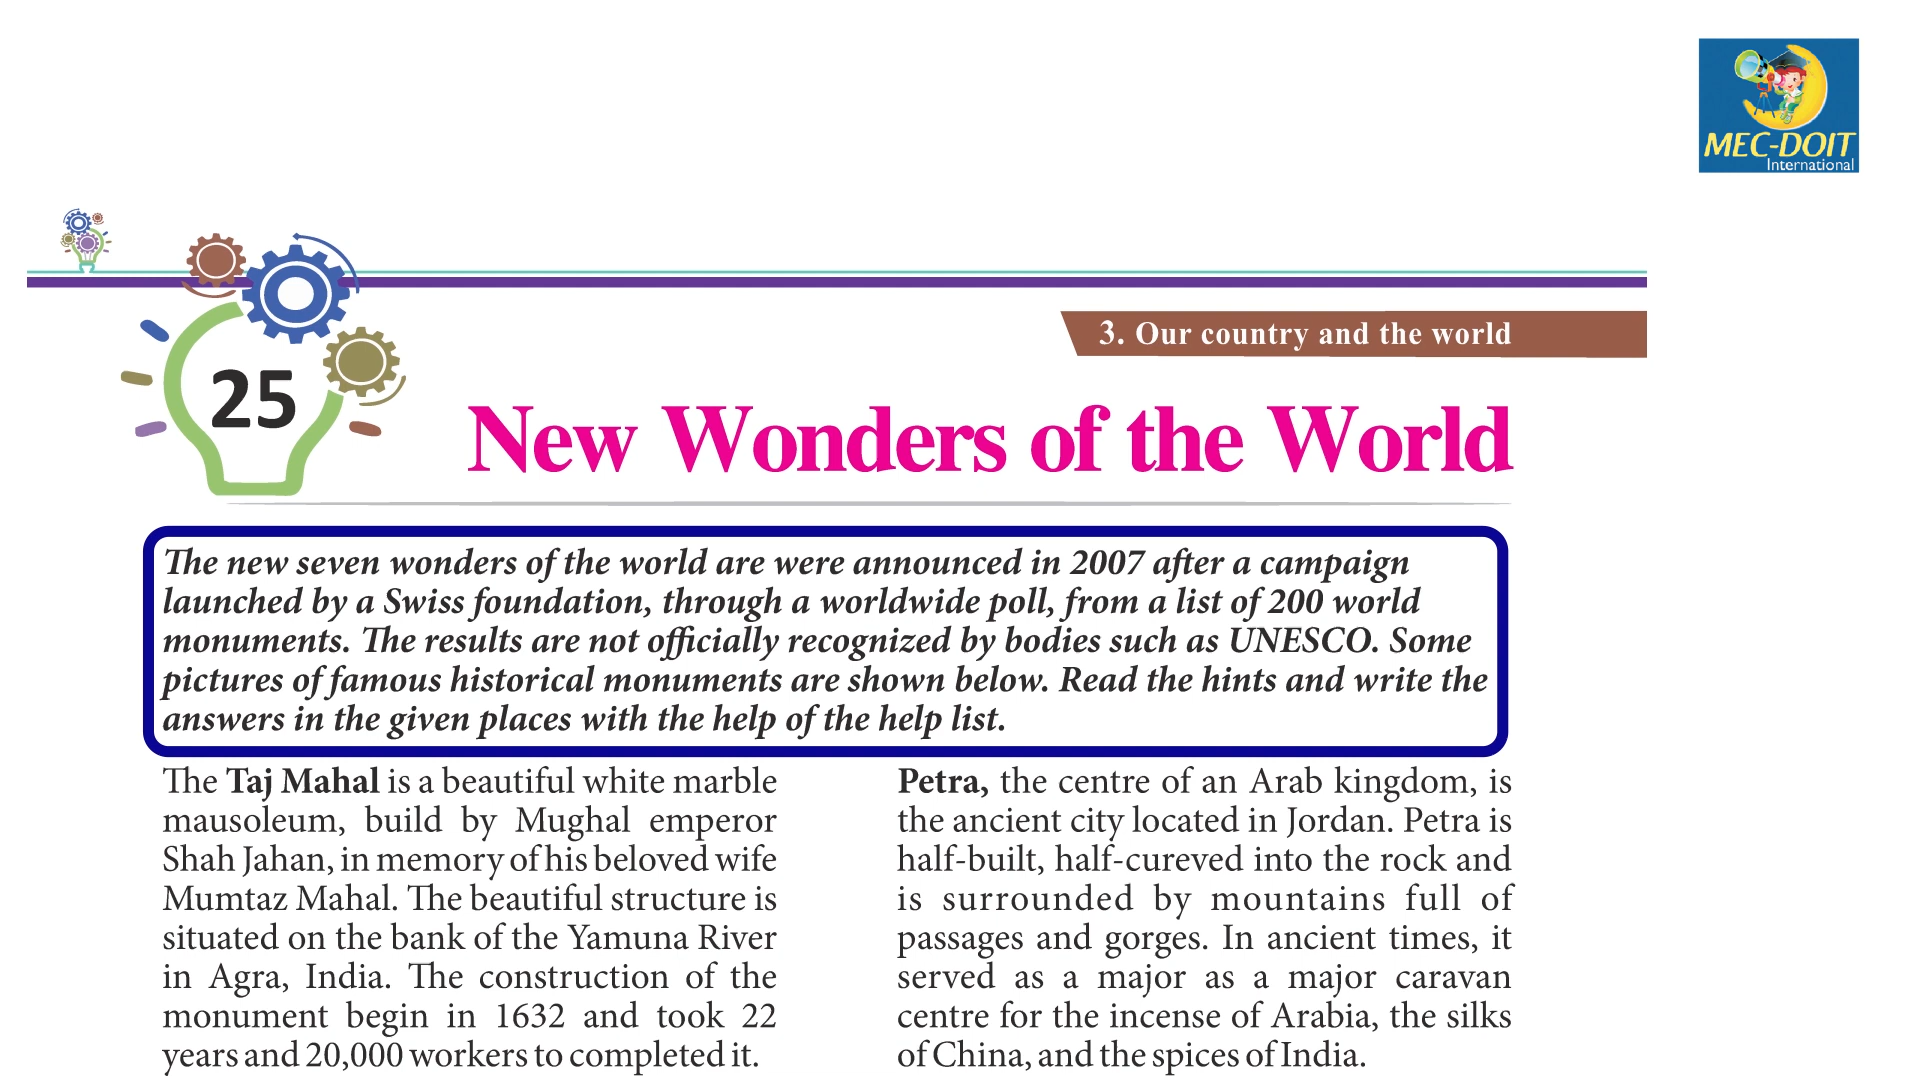 MEC-DOIT
International
3. Our country and the world
25
New Wonders of the World
The new seven wonders of the world are were announced in 2007 after a campaign
launched by a Swiss foundation, through a worldwide poll, from a list of 200 world
monuments. The results are not officially recognized by bodies such as UNESCO. Some
pictures of famous historical monuments are shown below. Read the hints and write the
answers in the given places with the help of the help list.
The Taj Mahal is a beautiful white marble
mausoleum, build by Mughal emperor
Shah Jahan, in memory of his beloved wife
Mumtaz Mahal. The beautiful structure is
situated on the bank of the Yamuna River
in Agra, India. The construction of the
monument begin in 1632 and took 22
years and 20,000 workers to completed it.
Petra, the centre of an Arab kingdom, is
the ancient city located in Jordan. Petra is
half-built, half-cureved into the rock and
is surrounded by mountains full of
passages and gorges. In ancient times, it
served as a major as a major caravan
centre for the incense of Arabia, the silks
of China, and the spices of India.